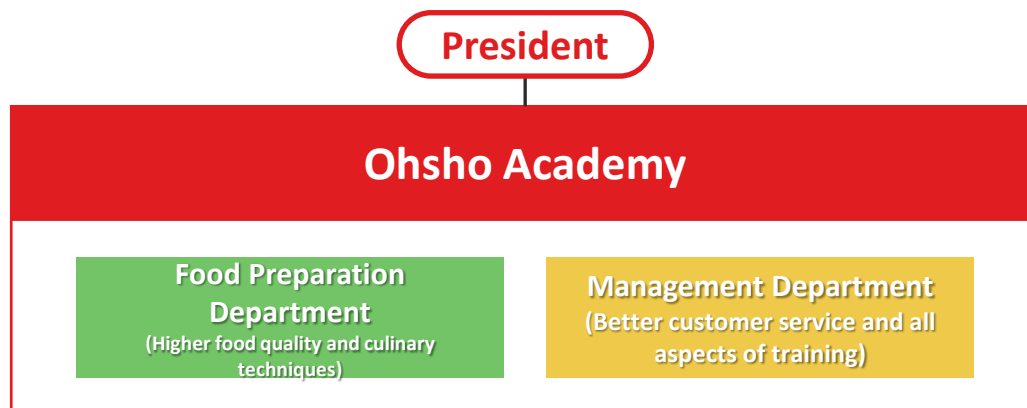 President
Ohsho Academy
Food Preparation
Department
(Higher food quality and culinary
techniques)
Management Department
(Better customer service and all
aspects of training)